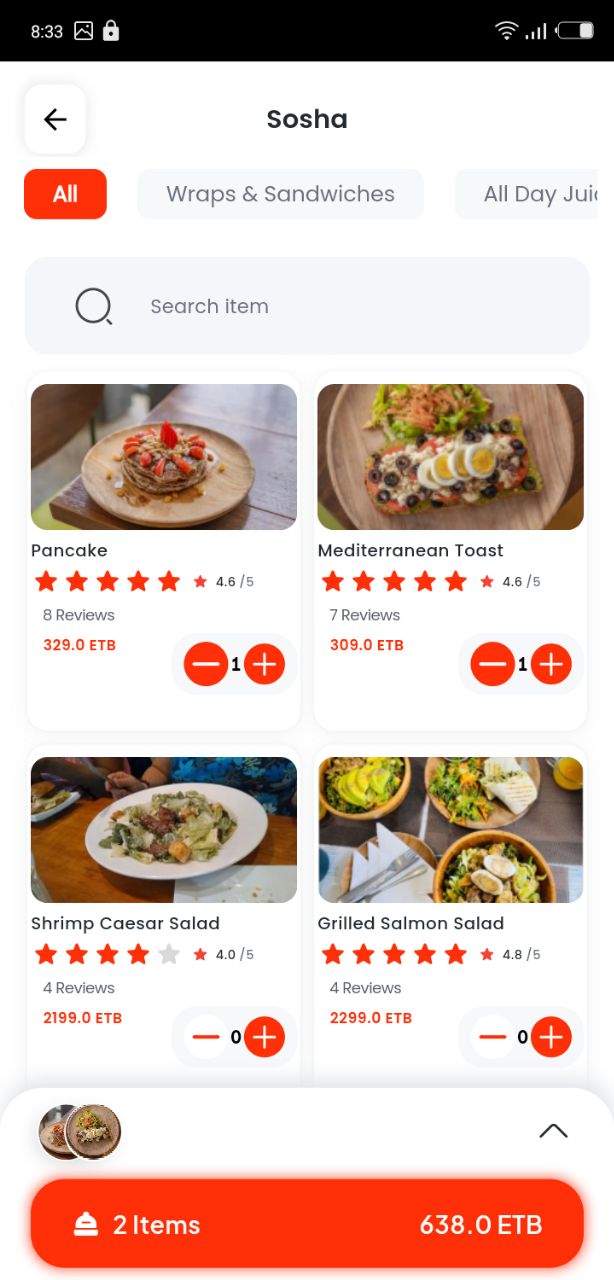 8:33
Sosha
All
Wraps & Sandwiches
All Day Juic
Search item
Pancake
4.6 /5
8 Reviews
329.0 ETB
1
Mediterranean Toast
4.6 /5
7 Reviews
309.0 ETB
1
Shrimp Caesar Salad
4.0 /5
4 Reviews
2199.0 ETB
0
Grilled Salmon Salad
4.8 /5
4 Reviews
2299.0 ETB
0
2 Items
638.0 ETB